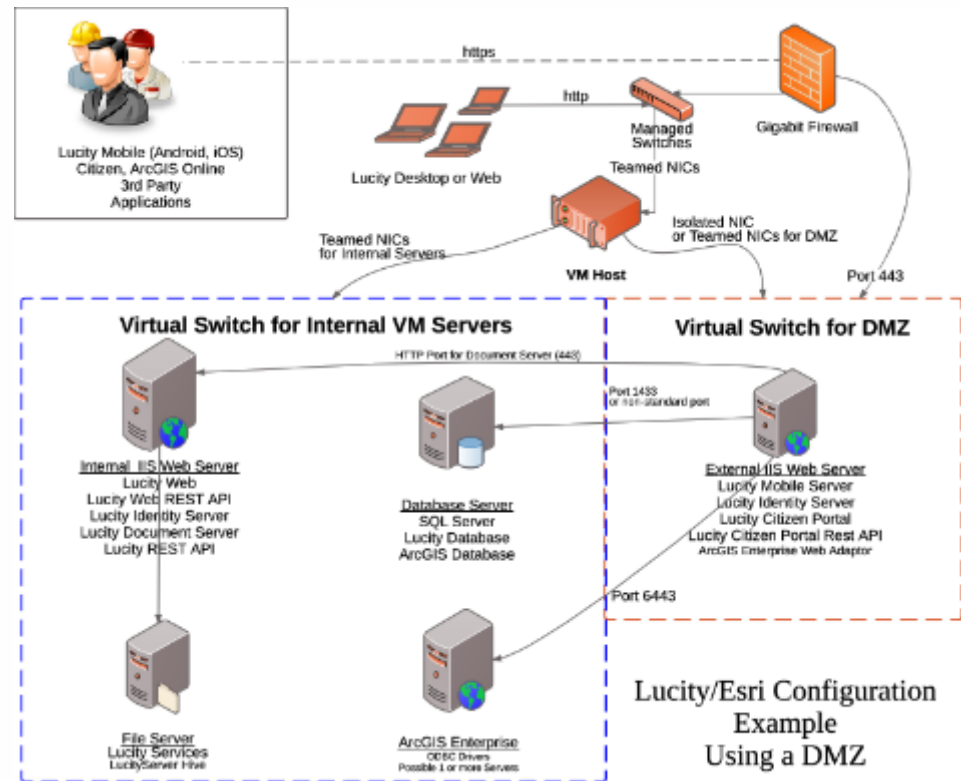 https
http
Managed
Switches
Gigabit Firewall
Lucity Mobile (Android, iOS)
Citizen, ArcGIS Online
3rd Party
Applications
Lucity Desktop or Web
Teamed NICs
Teamed NICs
for Internal Servers
Isolated NIC
or Teamed NICs for DMZ
VM Host
Port 443
Virtual Switch for Internal VM Servers
Virtual Switch for DMZ
HTTP Port for Document Server (443)
Port 1433
or non-standard port
Internal IIS Web Server
Lucity Web
Lucity Web REST API
Lucity Identity Server
Lucity Document Server
Lucity REST API
Database Server
SQL Server
Lucity Database
ArcGIS Database
External IIS Web Server
Lucity Mobile Server
Lucity Identity Server
Lucity Citizen Portal
Lucity Citizen Portal Rest API
ArcGIS Enterprise Web Adaptor
Port 6443
File Server
Lucity Services
LucityServer Hive
ArcGIS Enterprise
ODBC Drivers
Possible 1 or more Servers
Lucity/Esri Configuration
Example
Using a DMZ